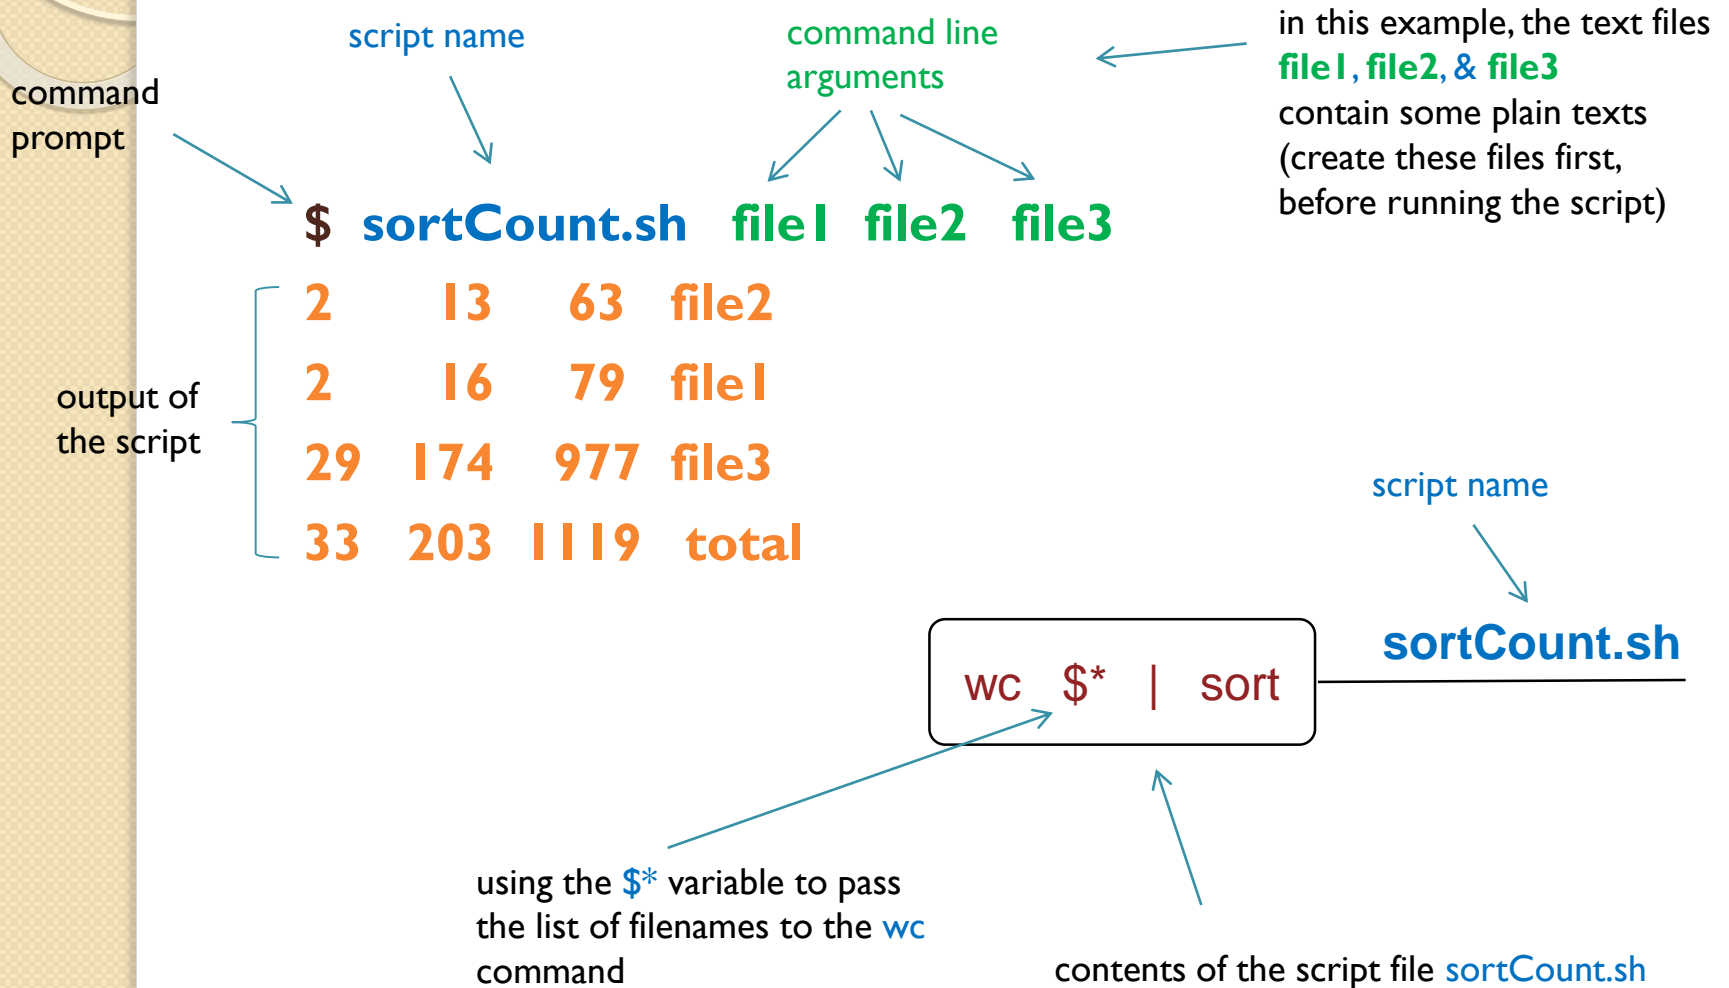 script name
command line
arguments
in this example, the text files
file1, file2, & file3
contain some plain texts
(create these files first,
before running the script)
command
prompt
$ sortCount.sh file1 file2 file3
2 13 63 file2
2 16 79 file1
29 174 977 file3
33 203 1119 total
output of
the script
script name
sortCount.sh
wc $* | sort
using the $* variable to pass
the list of filenames to the wc
command
contents of the script file sortCount.sh